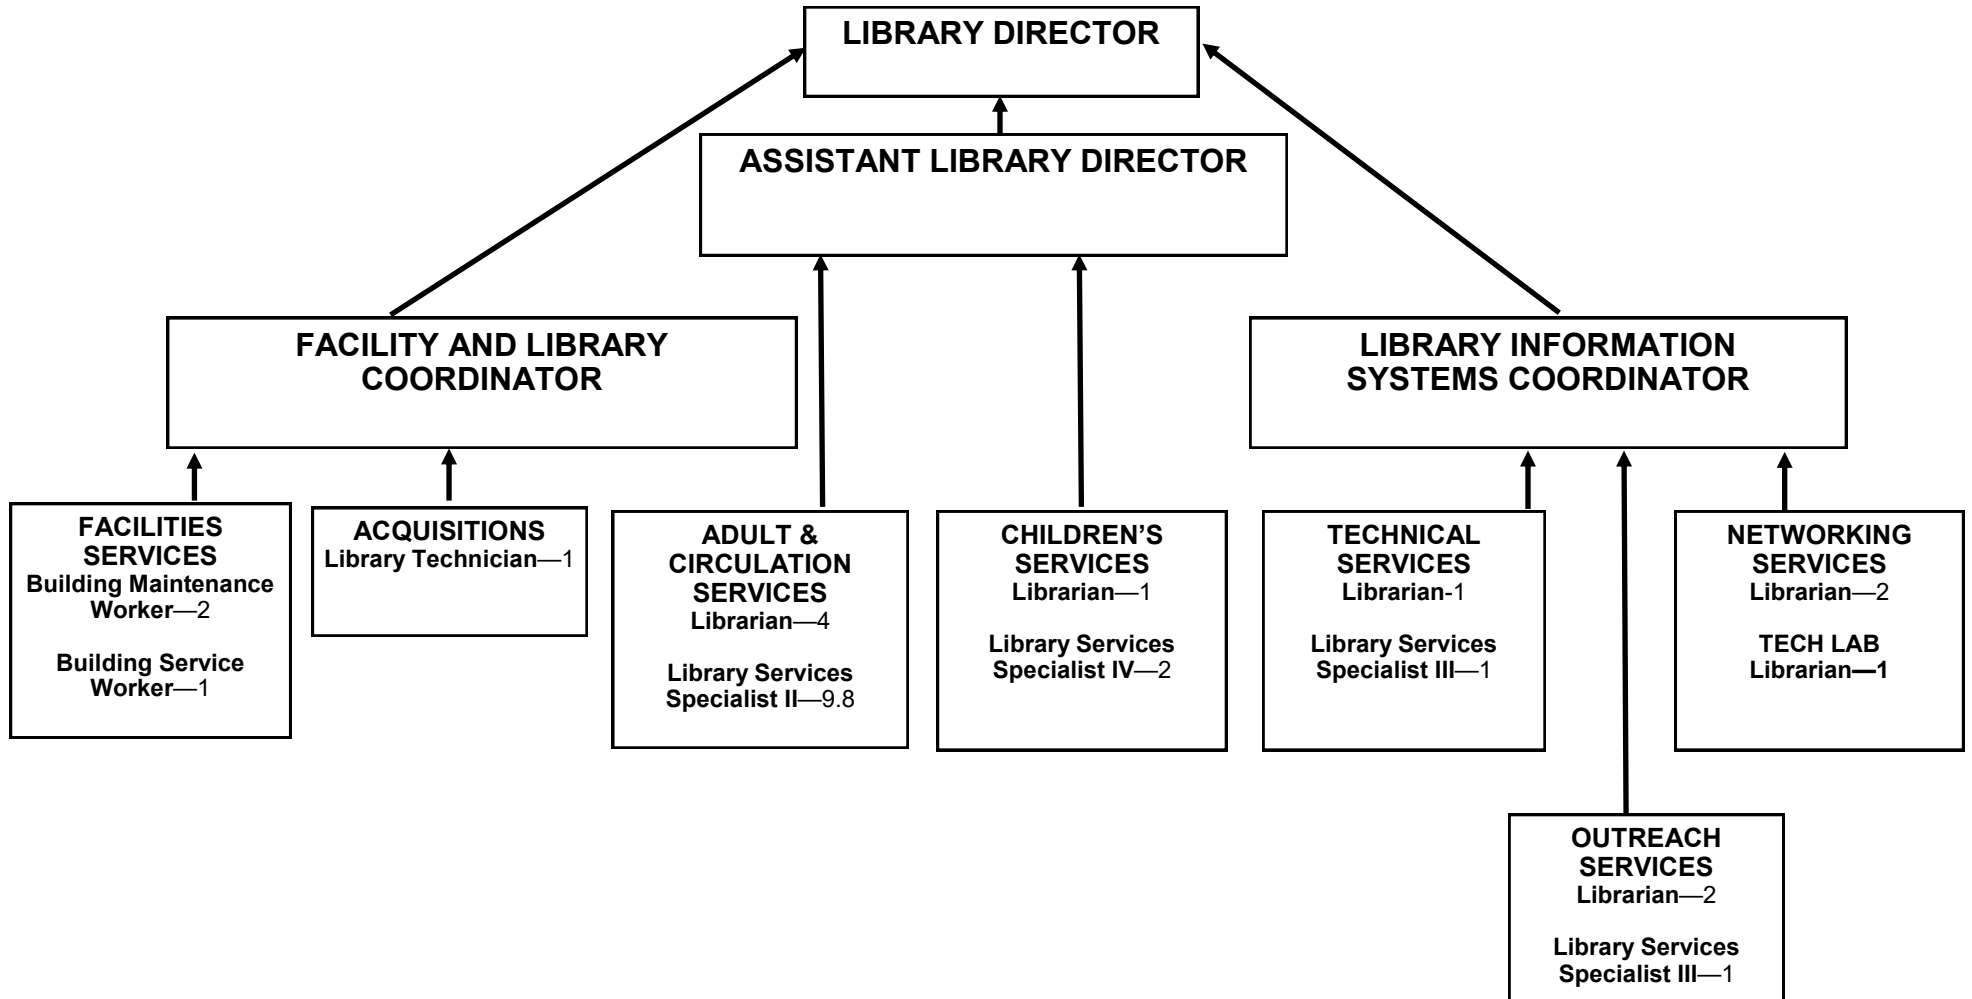 LIBRARY DIRECTOR
ASSISTANT LIBRARY DIRECTOR
FACILITY AND LIBRARY
COORDINATOR
LIBRARY INFORMATION
SYSTEMS COORDINATOR
FACILITIES
SERVICES
Building Maintenance
Worker—2
Building Service
Worker—1
ACQUISITIONS
Library Technician—1
ADULT &
CIRCULATION
SERVICES
Librarian—4
Library Services
Specialist II—9.8
CHILDREN’S
SERVICES
Librarian—1
Library Services
Specialist IV—2
TECHNICAL
SERVICES
Librarian-1
Library Services
Specialist III—1
NETWORKING
SERVICES
Librarian—2
TECH LAB
Librarian—1
OUTREACH
SERVICES
Librarian—2
Library Services
Specialist III—1